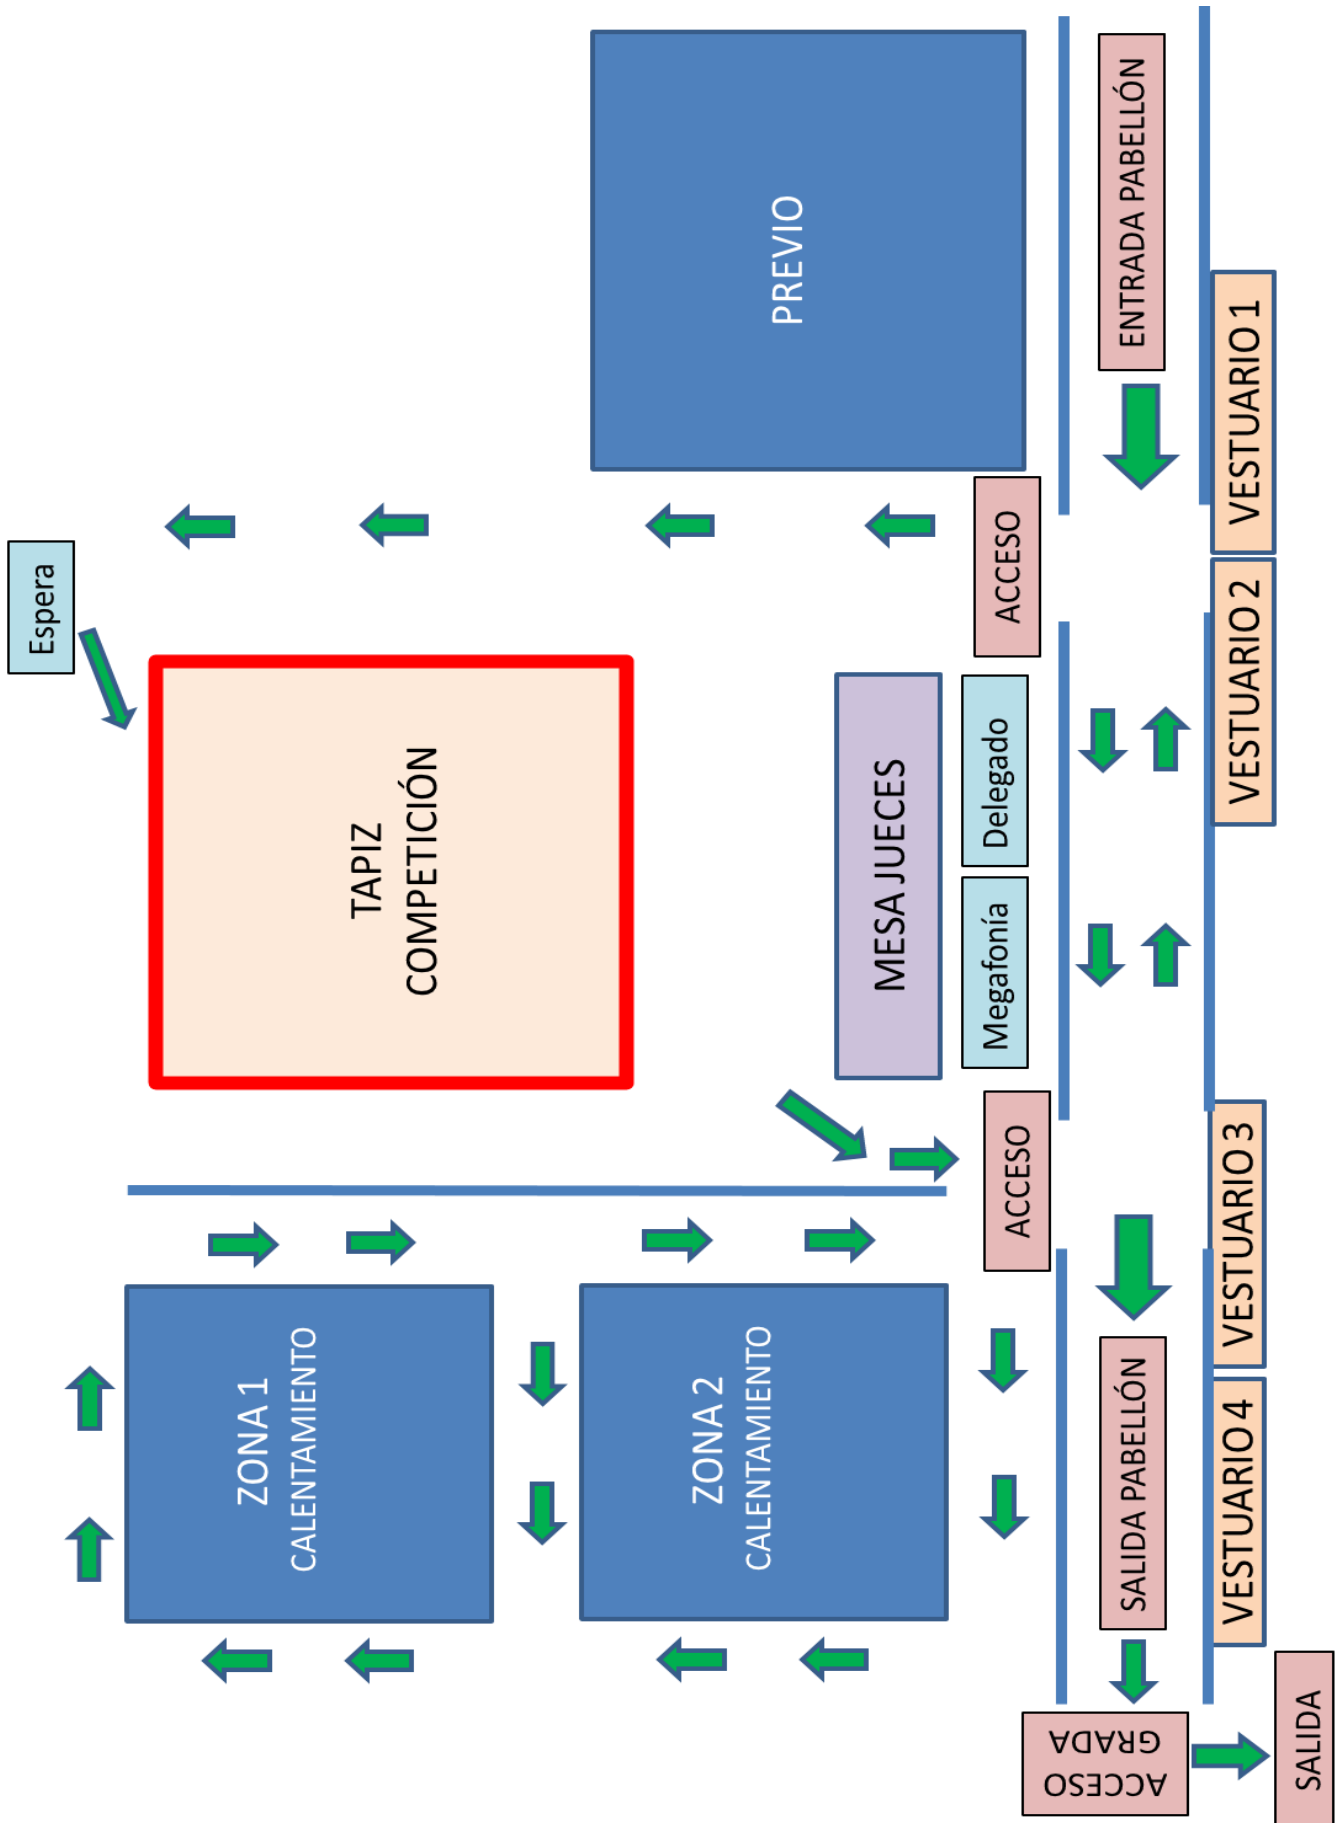 Espera
TAPIZ
COMPETICIÓN
ZONA 1
CALENTAMIENTO
ZONA 2
CALENTAMIENTO
PREVIO
MESA JUECES
Megafonía
Delegado
ACCESO
ACCESO
ENTRADA PABELLÓN
SALIDA PABELLÓN
ACCESO
GRADA
VESTUARIO 4
VESTUARIO 3
VESTUARIO 2
VESTUARIO 1
SALIDA